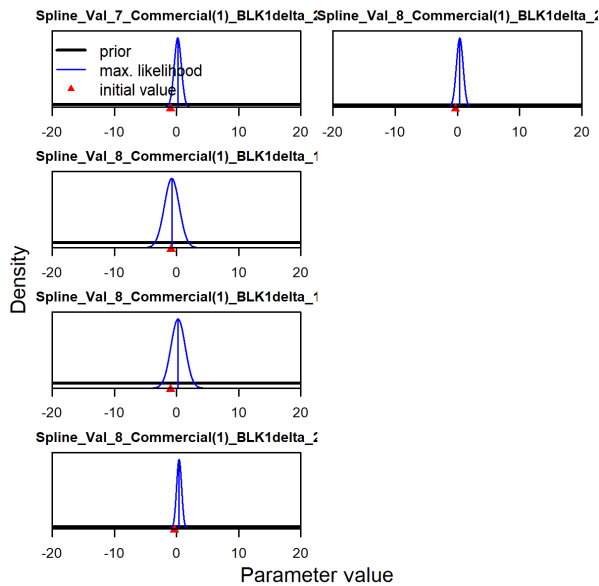 Spline_Val_7_Commercial(1)_BLK1delta_2
Spline_Val_8_Commercial(1)_BLK1delta_2
prior
max. likelihood
initial value
-20 -10 0 10 20
-20 -10 0 10 20
Spline_Val_8_Commercial(1)_BLK1delta_1
-20 -10 0 10 20
Density
Spline_Val_8_Commercial(1)_BLK1delta_1
-20 -10 0 10 20
Spline_Val_8_Commercial(1)_BLK1delta_2
-20 -10 0 10 20
Parameter value